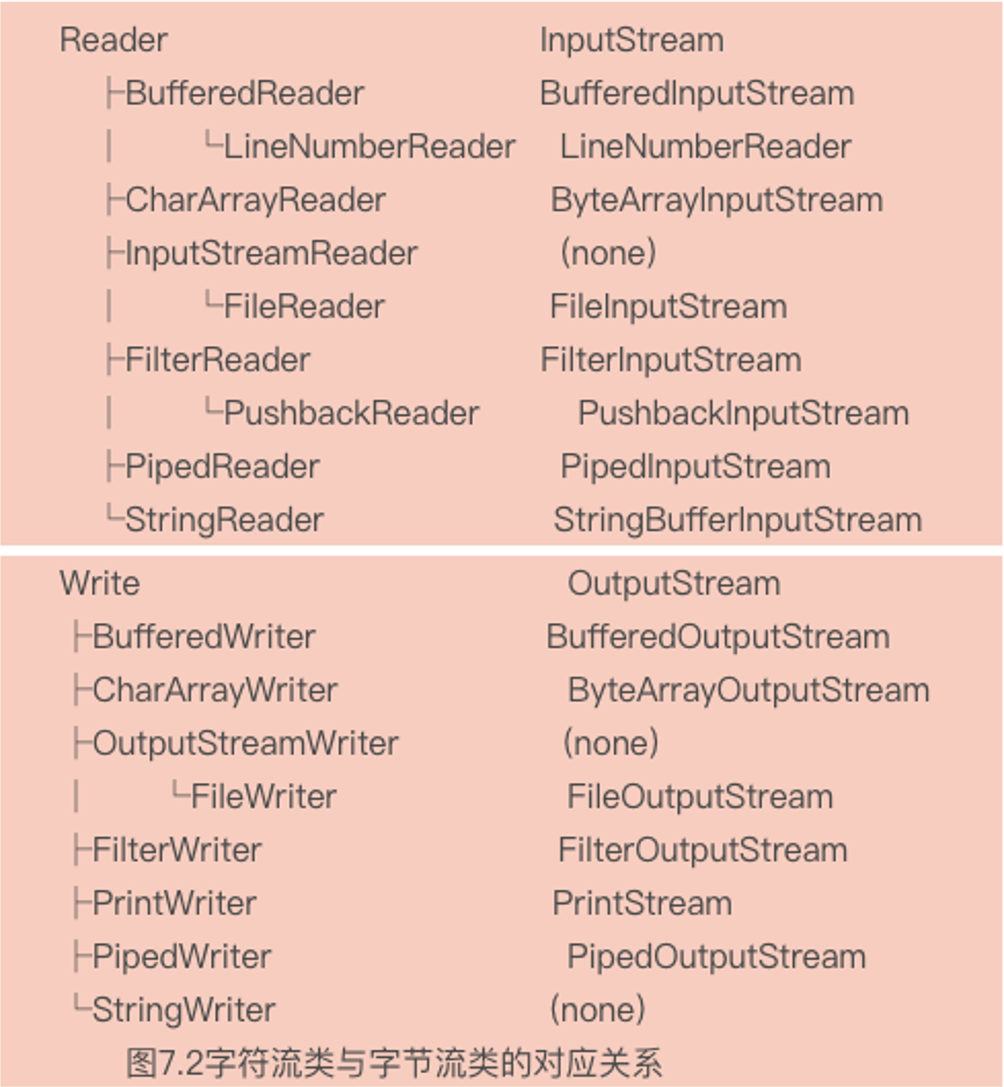 Reader InputStream
├BufferedReader BufferedInputStream
│ └LineNumberReader LineNumberReader
├CharArrayReader ByteArrayInputStream
├InputStreamReader (none)
│ └FileReader FileInputStream
├FilterReader FilterInputStream
│ └PushbackReader PushbackInputStream
├PipedReader PipedInputStream
└StringReader StringBufferInputStream
Write OutputStream
├BufferedWriter BufferedOutputStream
├CharArrayWriter ByteArrayOutputStream
├OutputStreamWriter (none)
│ └FileWriter FileOutputStream
├FilterWriter FilterOutputStream
├PrintWriter PrintStream
├PipedWriter PipedOutputStream
└StringWriter (none)
图7.2字符流类与字节流类的对应关系